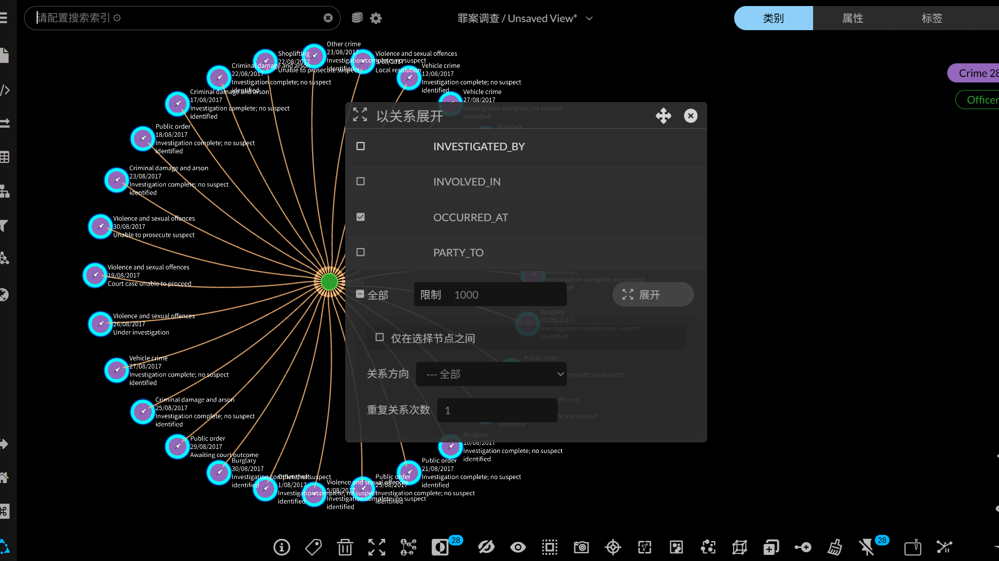 请配置搜索索引
罪案调查 / Unsaved View*
类别
属性
标签
Crime 28
Officer
Other crime
23/08/2017
Investigation complete; no suspect
identified
Shoplifting
22/08/2017
Unable to prosecute suspect
Violence and sexual offences
3/08/2017
Local resolution
Criminal damage and arson
22/08/2017
Investigation complete; no suspect
identified
Vehicle crime
12/08/2017
Investigation complete; no suspect
identified
Criminal damage and arson
17/08/2017
Investigation complete; no suspect
identified
Vehicle crime
27/08/2017
Investigation complete; no suspect
identified
Public order
18/08/2017
Investigation complete; no suspect
identified
Burglary
Criminal damage and arson
23/08/2017
Investigation complete; no suspect
identified
Violence and sexual offences
30/08/2017
Unable to prosecute suspect
Violence and sexual offences
19/08/2017
Court case unable to proceed
Violence and sexual offences
26/08/2017
Under investigation
Vehicle crime
27/08/2017
Investigation complete; no suspect
identified
Criminal damage and arson
25/08/2017
Investigation complete; no suspect
identified
Public order
29/08/2017
Awaiting court outcome
Burglary
30/08/2017
Investigation complete; no suspect
identified
Other theft
1/08/2017
Investigation complete; no suspect
identified
Violence and sexual offences
5/08/2017
Investigation complete; no suspect
identified
Public order
25/08/2017
Investigation complete; no suspect
identified
Public order
21/08/2017
Investigation complete; no suspect
identified
Burglary
10/08/2017
Investigation complete; no suspect
identified
以关系展开
INVESTIGATED_BY
INVOLVED_IN
OCCURRED_AT
PARTY_TO
22/08/2017
Investigation complete; no suspect
全部
限制 1000
展开
Burglary
23/08/2017
Investigation complete; no suspect
identified
仅在选择节点之间
Public order
关系方向
--- 全部
mplete; no suspect
offences
重复关系次数
1
te; no suspect
identified
28
28